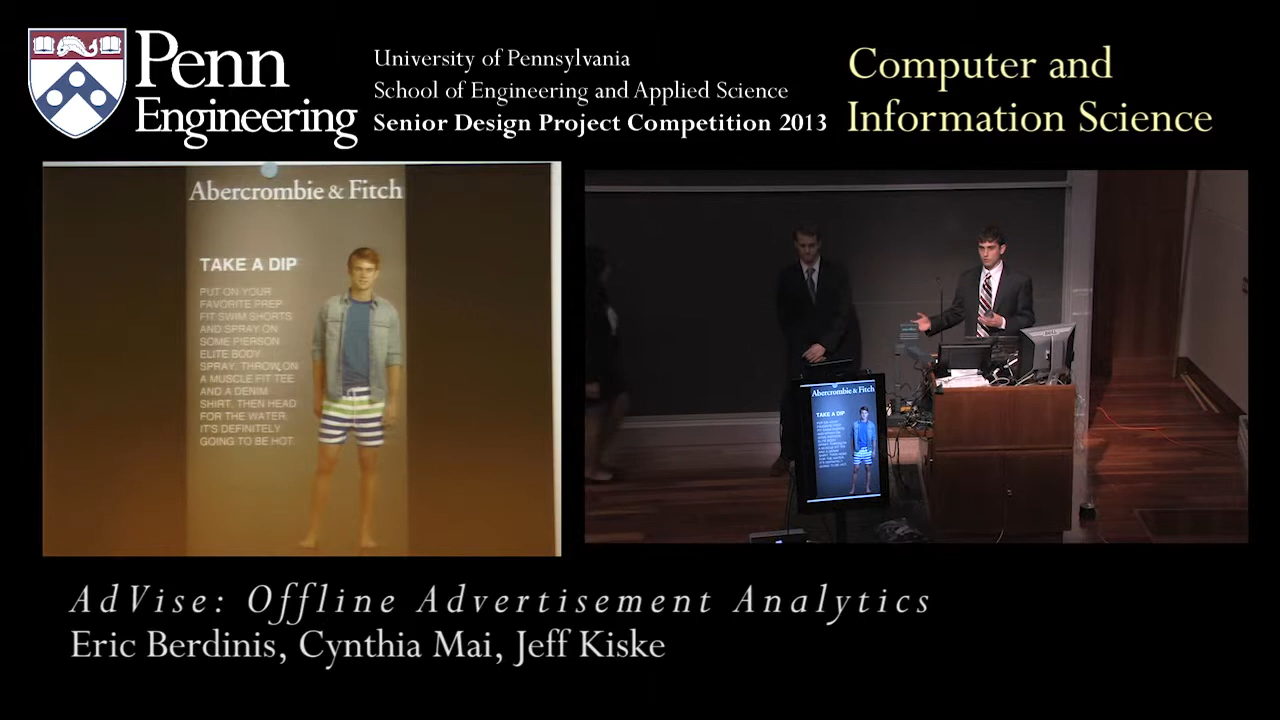 Penn
Engineering
University of Pennsylvania
School of Engineering and Applied Science
Senior Design Project Competition 2013
Computer and
Information Science
Abercrombie & Fitch
TAKE A DIP
PUT ON YOUR
FAVORITE PREP
FIT SWIM SHORTS
AND SPRAY ON
SOME PIERSON
ELITE BODY
SPRAY. THROW ON
A MUSCLE FIT TEE
AND A DENIM
SHIRT. THEN HEAD
FOR THE WATER.
IT'S DEFINITELY
GOING TO BE HOT.
Abercrombie & Fitch
TAKE A DIP
AdVise: Offline Advertisement Analytics
Eric Berdinis, Cynthia Mai, Jeff Kiske